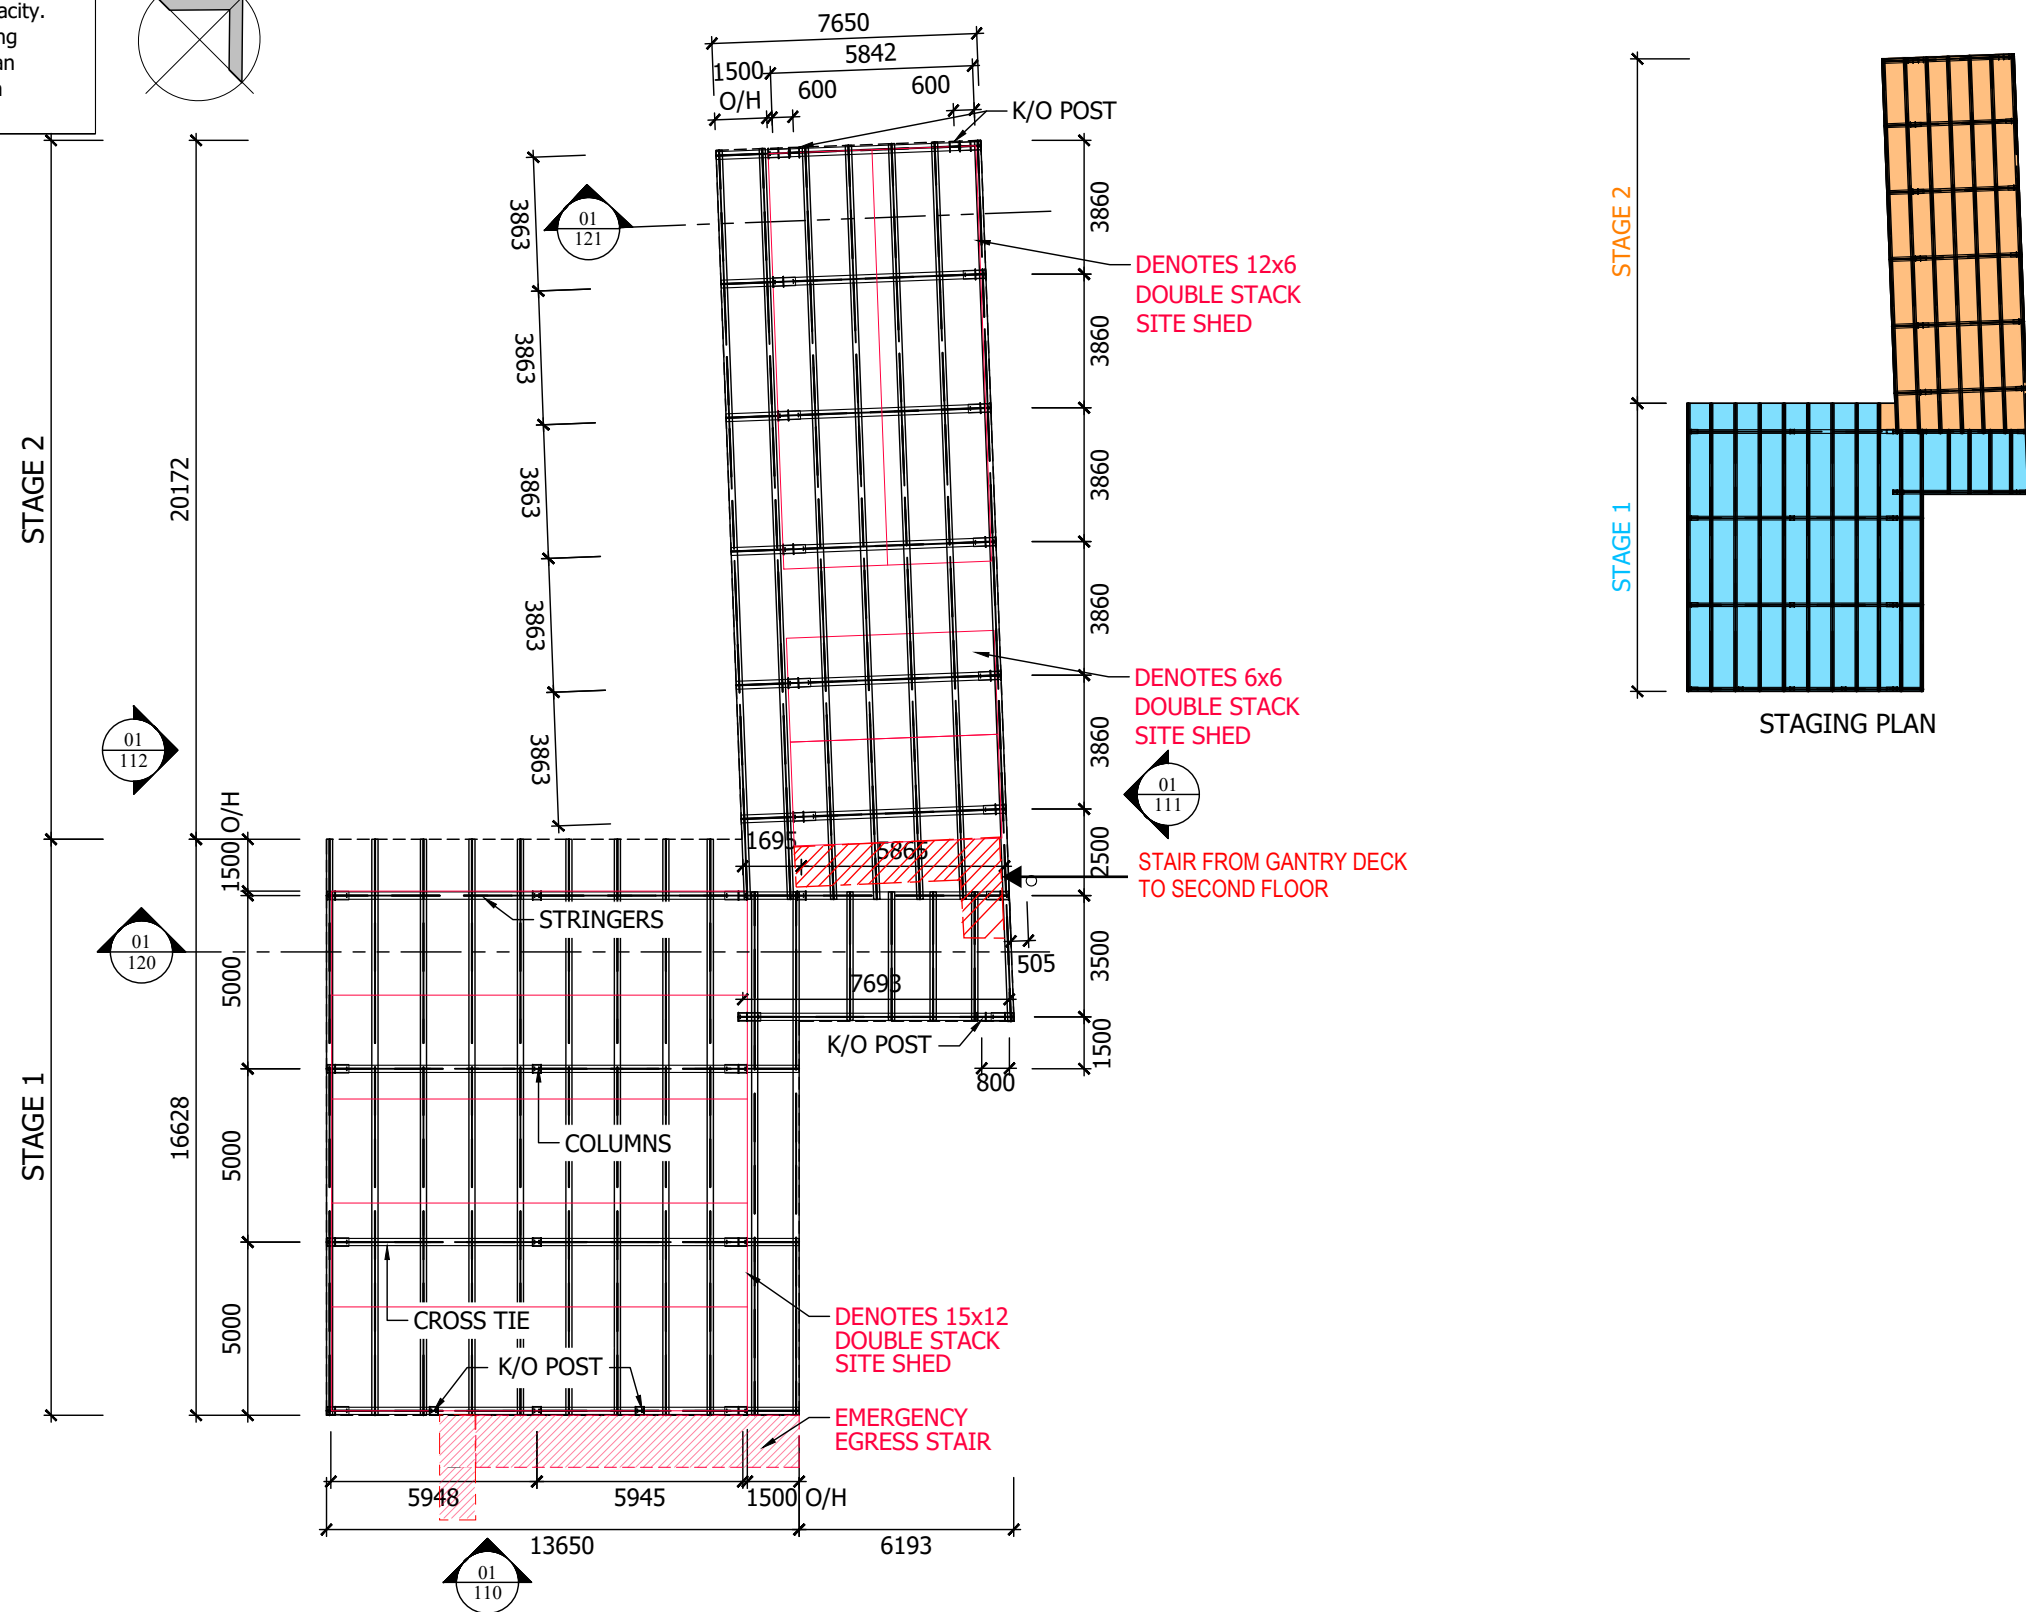 acity.
ng
an
7650
5842
1500
O/H
600
600
K/O POST
3863
3863
3863
3863
3863
3860
3860
3860
3860
3860
2500
3500
1500
01
121
DENOTES 12x6
DOUBLE STACK
SITE SHED
DENOTES 6x6
DOUBLE STACK
SITE SHED
01
111
STAIR FROM GANTRY DECK
TO SECOND FLOOR
STAGE 2
20172
01
112
1500 O/H
1695
5865
STRINGERS
01
120
5000
505
7693
K/O POST
800
STAGE 1
16628
5000
COLUMNS
5000
CROSS TIE
K/O POST
DENOTES 15x12
DOUBLE STACK
SITE SHED
EMERGENCY
EGRESS STAIR
5948
5945
1500 O/H
13650
6193
01
110
STAGE 2
STAGE 1
STAGING PLAN